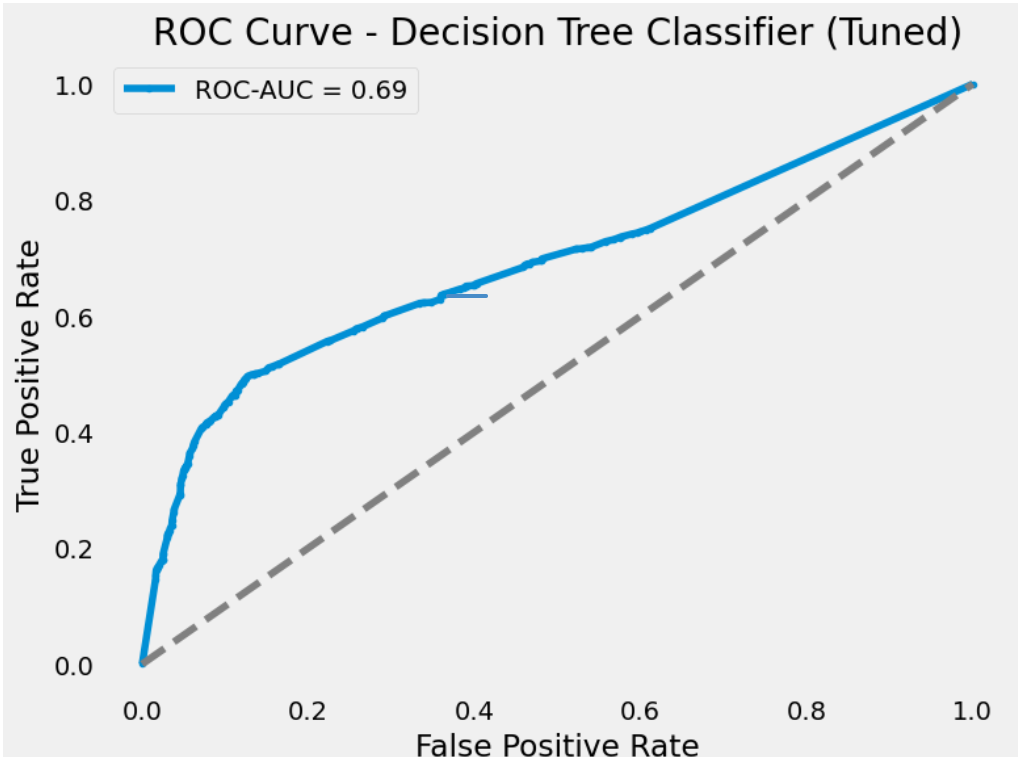 ROC Curve - Decision Tree Classifier (Tuned)
ROC-AUC = 0.69
1.0
0.8
0.6
0.4
0.2
0.0
True Positive Rate
0.0 0.2 0.4 0.6 0.8 1.0
False Positive Rate